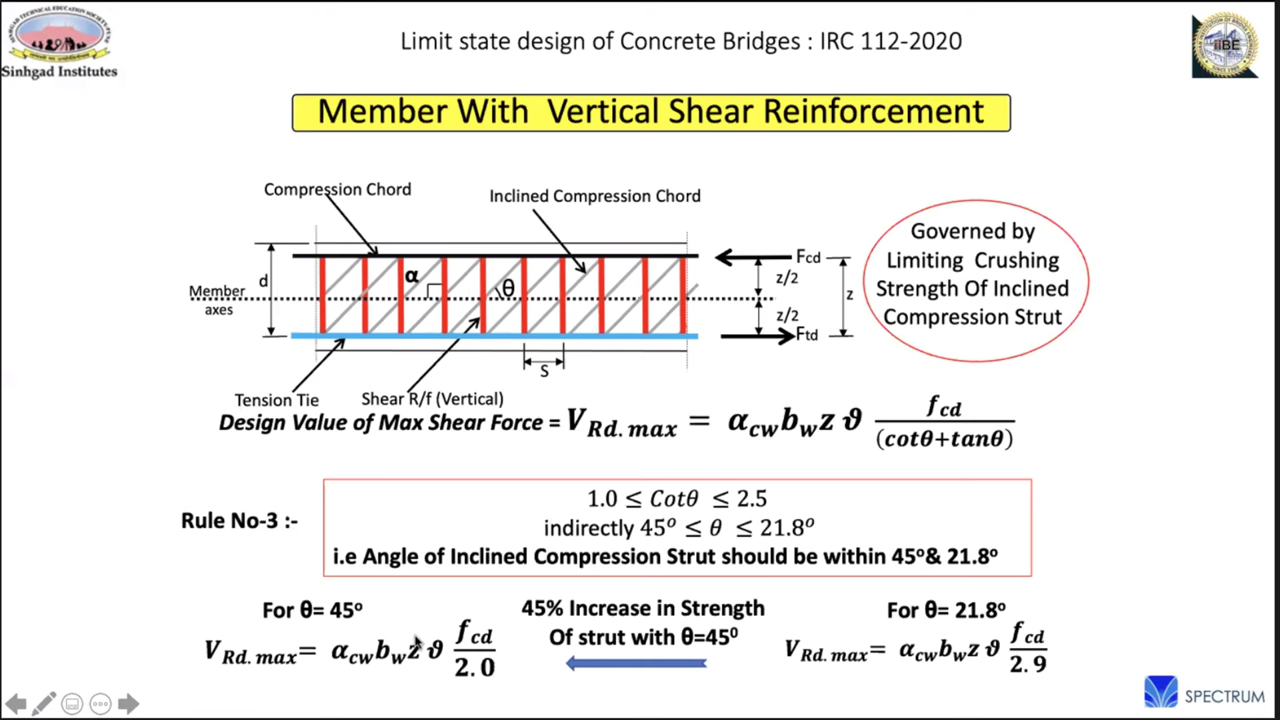 Sinhgad Institutes
Limit state design of Concrete Bridges : IRC 112-2020
iiBE
Member With Vertical Shear Reinforcement
Compression Chord
Inclined Compression Chord
d
α
θ
Member
axes
Fcd
z/2
z
z/2
Ftd
S
Tension Tie
Shear R/f (Vertical)
Governed by
Limiting Crushing
Strength Of Inclined
Compression Strut
Design Value of Max Shear Force = V_Rd.max = α_cw b_w z ϑ f_cd / (cotθ+tanθ)
Rule No-3 :-
1.0 ≤ Cotθ ≤ 2.5
indirectly 45° ≤ θ ≤ 21.8°
i.e Angle of Inclined Compression Strut should be within 45°& 21.8°
For θ= 45°
V_Rd.max = α_cw b_w z ϑ f_cd / 2.0
45% Increase in Strength
Of strut with θ=45⁰
For θ= 21.8°
V_Rd.max = α_cw b_w z ϑ f_cd / 2.9
SPECTRUM